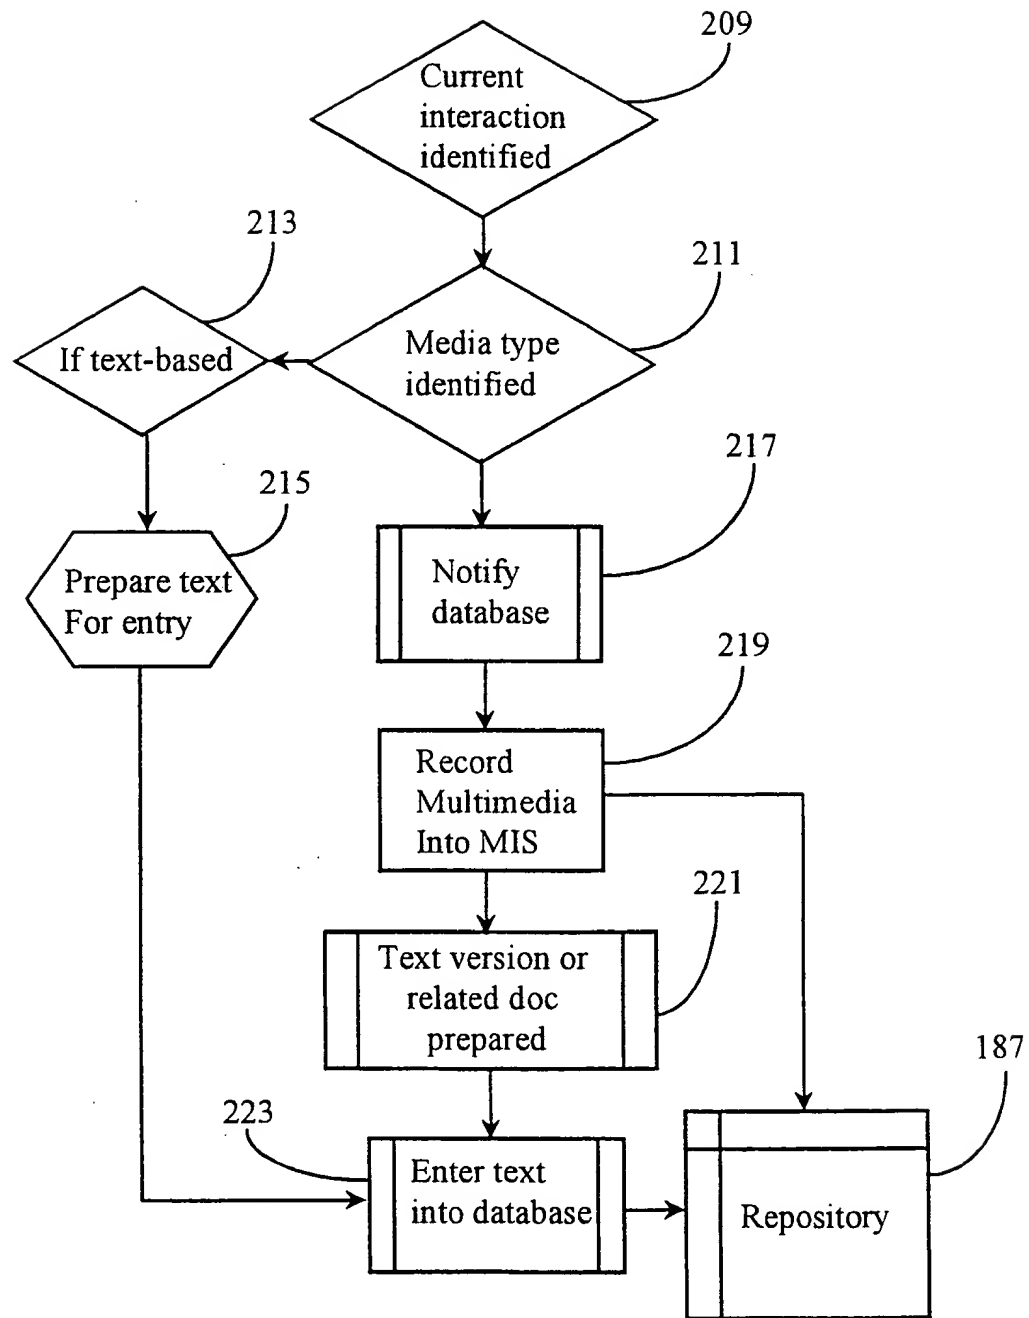 209
Current
interaction
identified
213
211
If text-based
Media type
identified
217
215
Prepare text
For entry
Notify
database
219
Record
Multimedia
Into MIS
221
Text version or
related doc
prepared
187
223
Enter text
into database
Repository